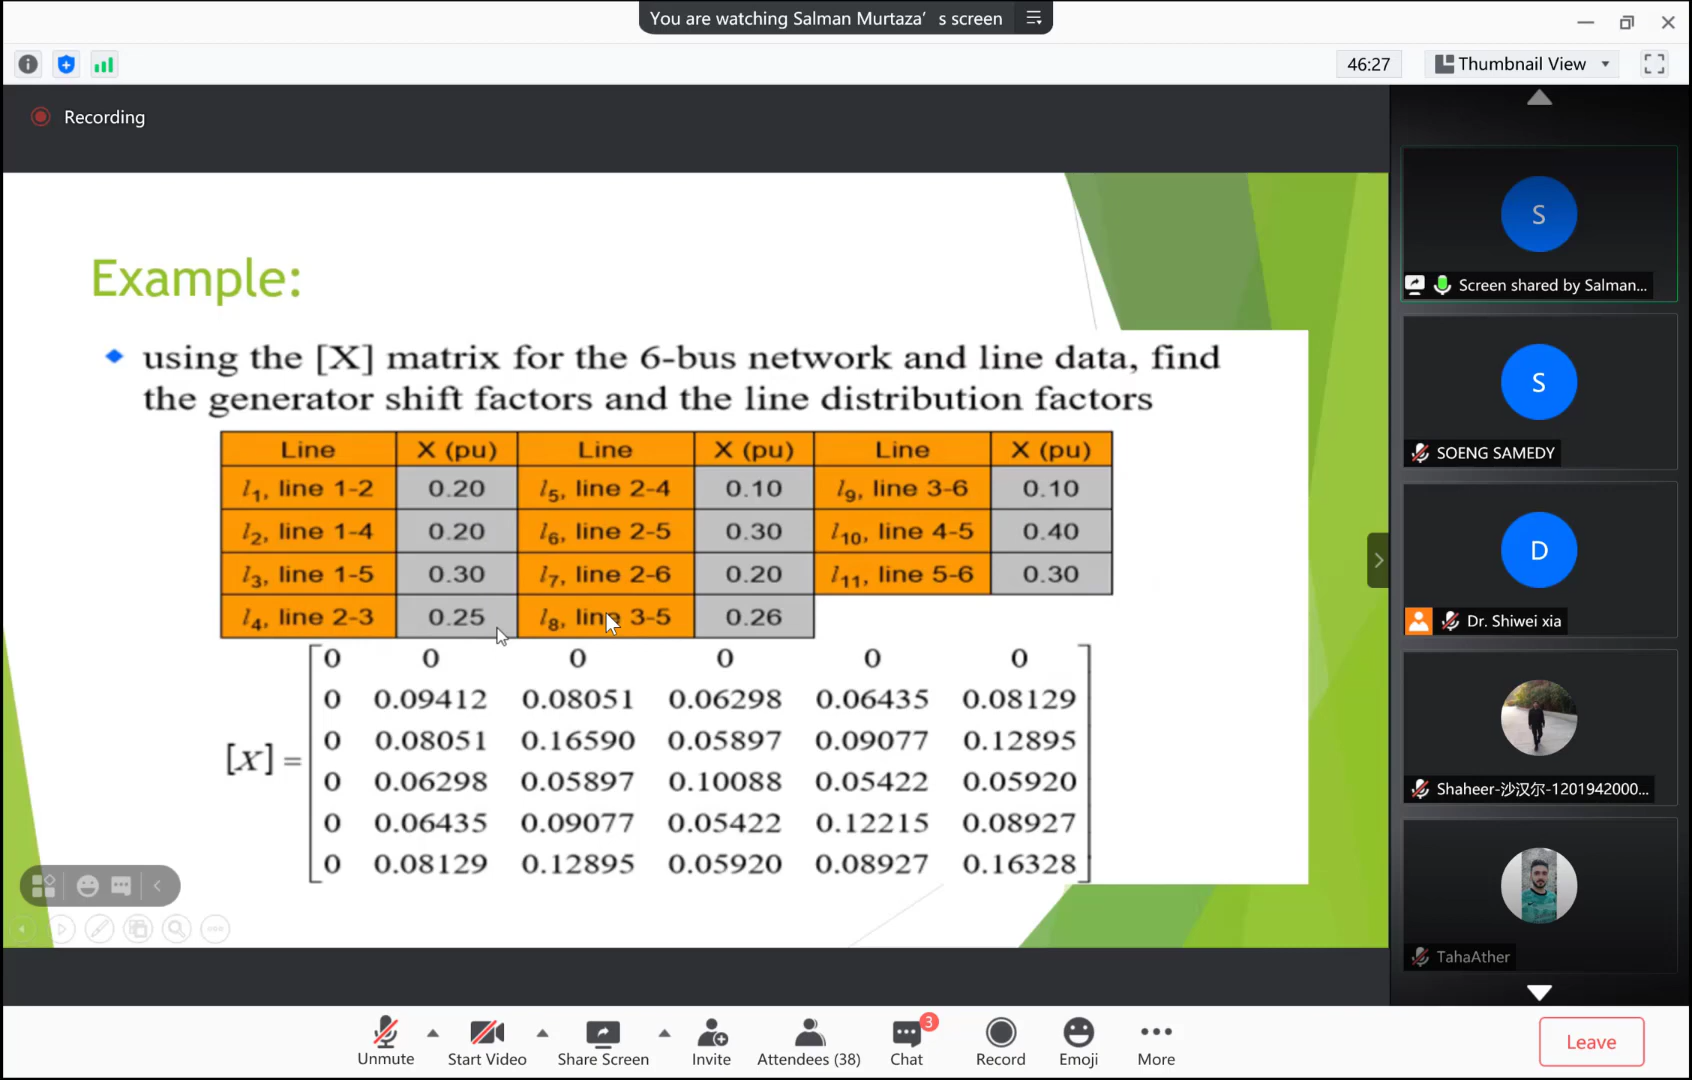 You are watching Salman Murtaza’ s screen
46:27
Thumbnail View
Recording
Example:
using the [X] matrix for the 6-bus network and line data, find
the generator shift factors and the line distribution factors
Line X (pu) Line X (pu) Line X (pu)
l1, line 1-2 0.20 l5, line 2-4 0.10 l9, line 3-6 0.10
l2, line 1-4 0.20 l6, line 2-5 0.30 l10, line 4-5 0.40
l3, line 1-5 0.30 l7, line 2-6 0.20 l11, line 5-6 0.30
l4, line 2-3 0.25 l8, line 3-5 0.26
[X] =
0 0 0 0 0 0
0 0.09412 0.08051 0.06298 0.06435 0.08129
0 0.08051 0.16590 0.05897 0.09077 0.12895
0 0.06298 0.05897 0.10088 0.05422 0.05920
0 0.06435 0.09077 0.05422 0.12215 0.08927
0 0.08129 0.12895 0.05920 0.08927 0.16328
S
Screen shared by Salman...
S
SOENG SAMEDY
D
Dr. Shiwei xia
Shaheer-沙汉尔-1201942000...
TahaAther
Unmute
Start Video
Share Screen
Invite
Attendees (38)
3
Chat
Record
Emoji
More
Leave